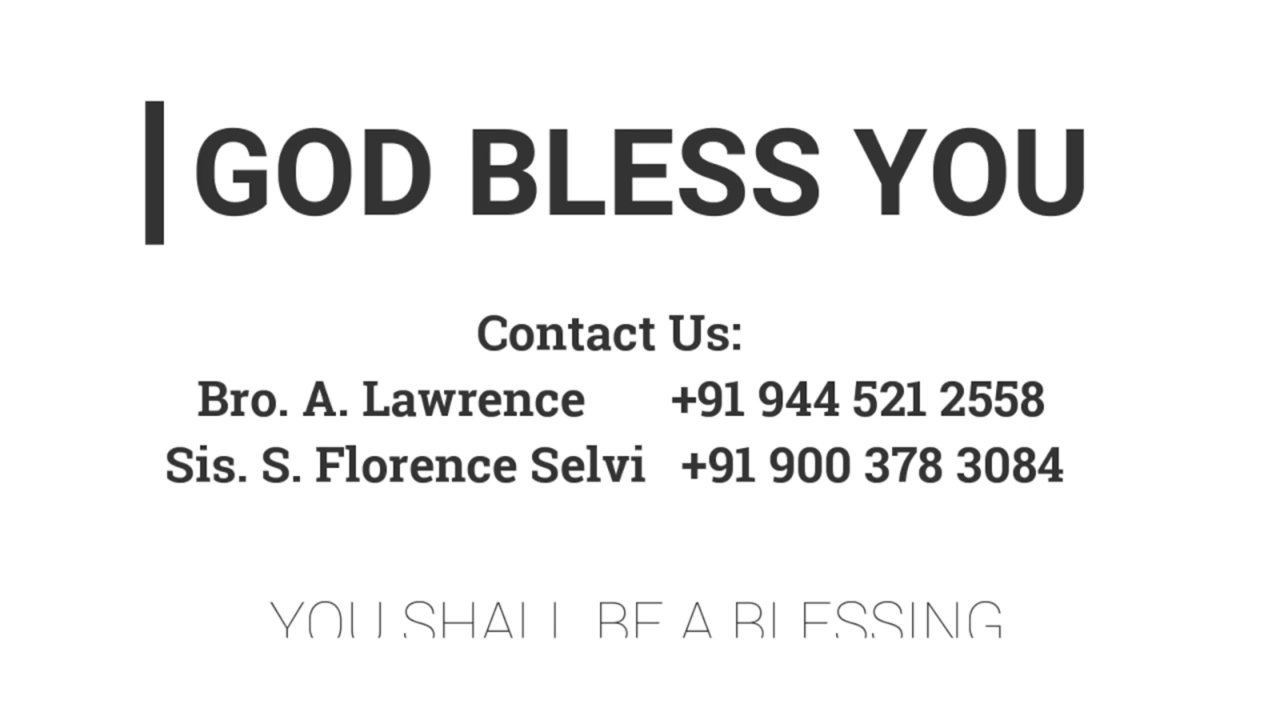 GOD BLESS YOU
Contact Us:
Bro. A. Lawrence +91 944 521 2558
Sis. S. Florence Selvi +91 900 378 3084
YOU SHALL BE A BLESSING